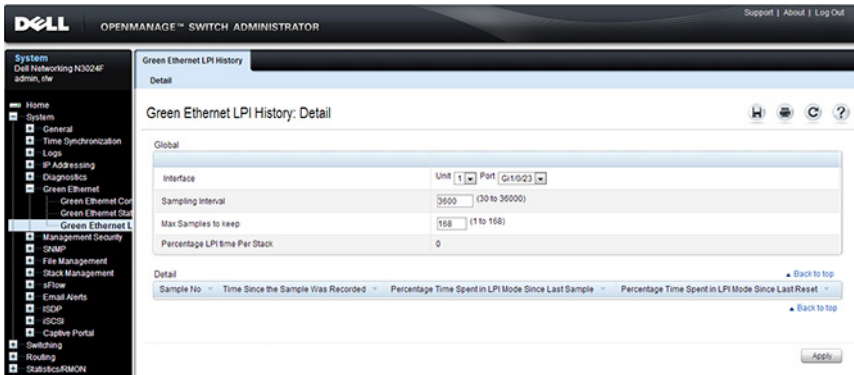 Support | About | Log Out
DELL OPENMANAGE™ SWITCH ADMINISTRATOR
System
Dell Networking N3024F
admin, r/w
Home
System
General
Time Synchronization
Logs
IP Addressing
Diagnostics
Green Ethernet
Green Ethernet Con
Green Ethernet Stat
Green Ethernet L
Management Security
SNMP
File Management
Stack Management
sFlow
Email Alerts
ISDP
iSCSI
Captive Portal
Switching
Routing
Statistics/RMON
Green Ethernet LPI History
Detail
Green Ethernet LPI History: Detail
Global
Interface Unit 1 Port Gi1/0/23
Sampling Interval 3600 (30 to 36000)
Max Samples to keep 168 (1 to 168)
Percentage LPI time Per Stack 0
Back to top
Detail
Sample No Time Since the Sample Was Recorded Percentage Time Spent in LPI Mode Since Last Sample Percentage Time Spent in LPI Mode Since Last Reset
Back to top
Apply